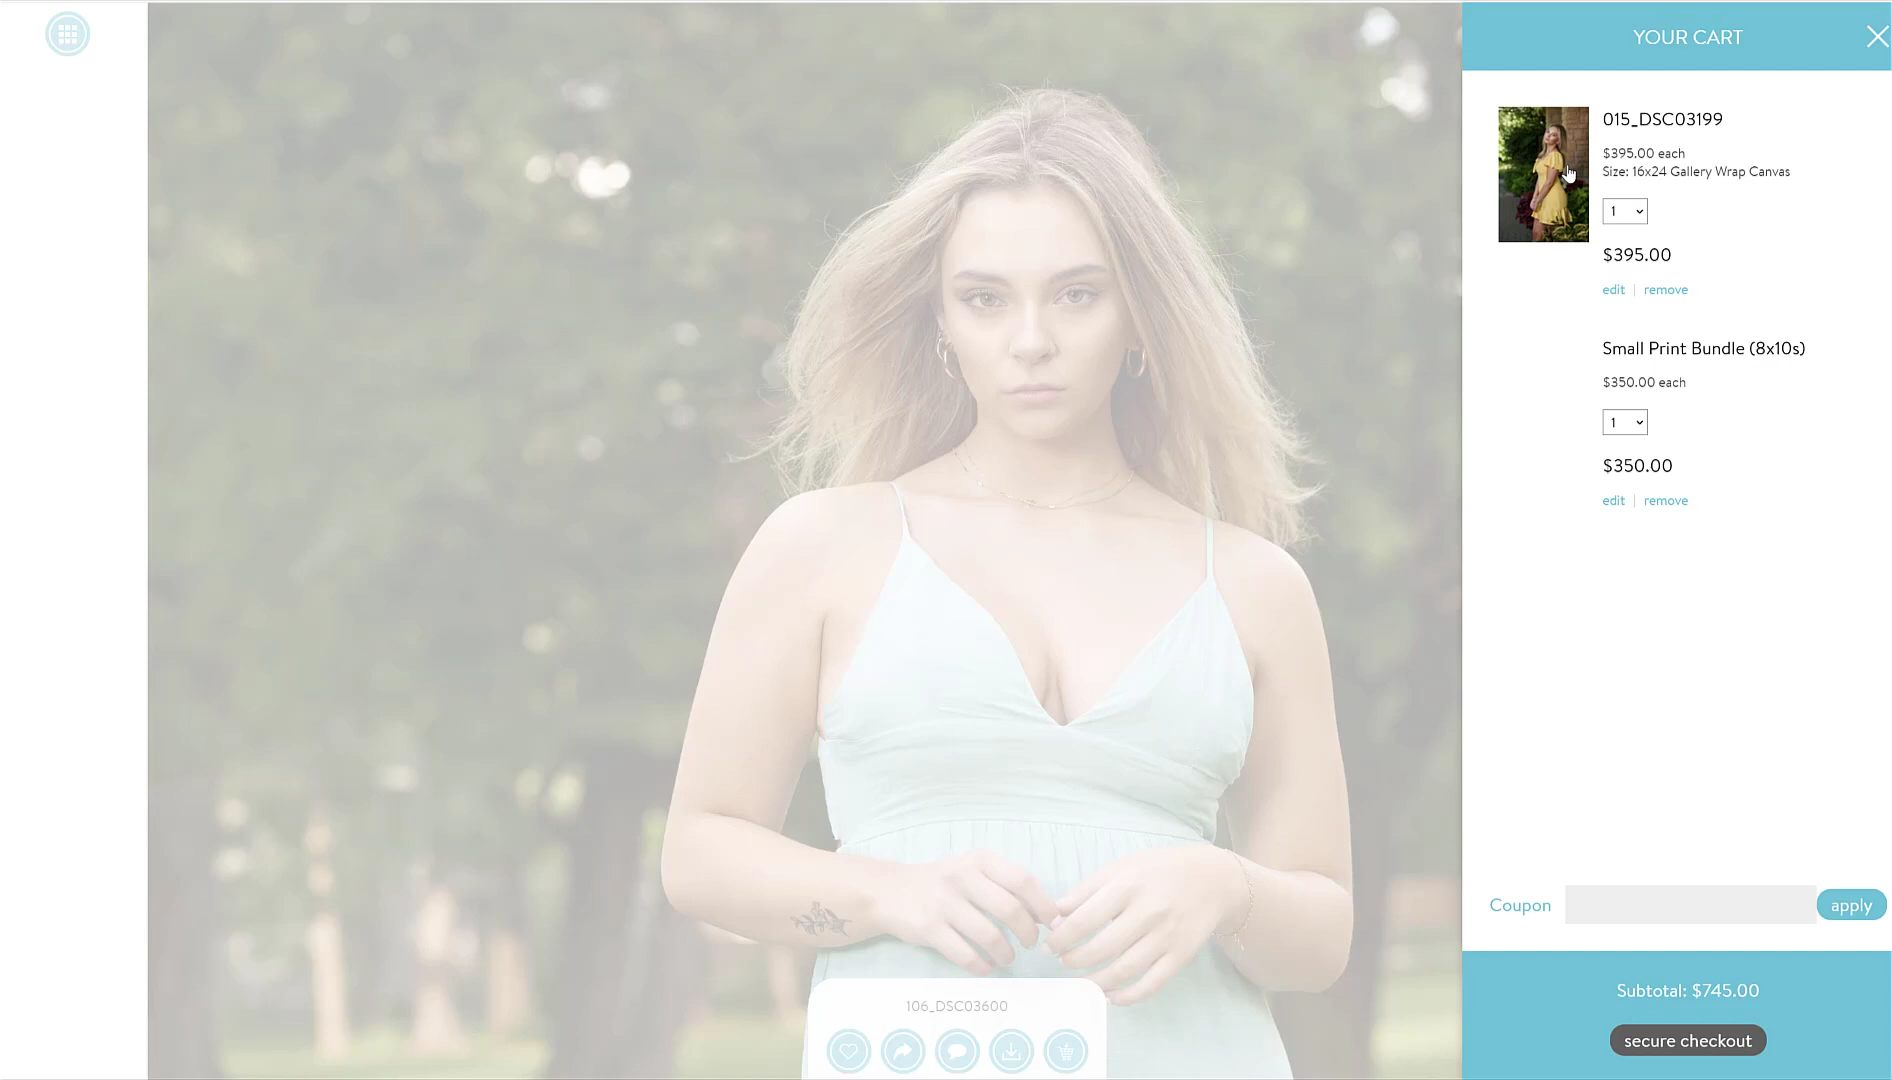 YOUR CART
015_DSC03199
$395.00 each
Size: 16x24 Gallery Wrap Canvas
1
$395.00
edit | remove
Small Print Bundle (8x10s)
$350.00 each
1
$350.00
edit | remove
Coupon
apply
Subtotal: $745.00
secure checkout
106_DSC03600